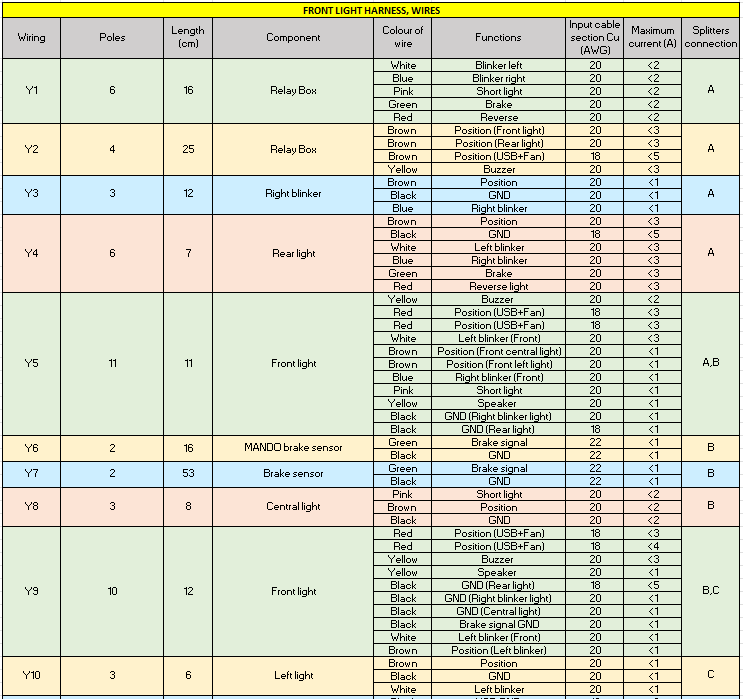 FRONT LIGHT HARNESS, WIRES
Wiring Poles Length (cm) Component Colour of wire Functions Input cable section Cu (AWG) Maximum current (A) Splitters connection
Y1 6 16 Relay Box A
White Blinker left 20 <2
Blue Blinker right 20 <2
Pink Short light 20 <2
Green Brake 20 <2
Red Reverse 20 <2
Y2 4 25 Relay Box A
Brown Position (Front light) 20 <3
Brown Position (Rear light) 20 <3
Brown Position (USB+Fan) 18 <5
Yellow Buzzer 20 <3
Y3 3 12 Right blinker A
Brown Position 20 <1
Black GND 20 <1
Blue Right blinker 20 <1
Y4 6 7 Rear light A
Brown Position 20 <3
Black GND 18 <5
White Left blinker 20 <3
Blue Right blinker 20 <3
Green Brake 20 <3
Red Reverse light 20 <3
Y5 11 11 Front light A,B
Yellow Buzzer 20 <2
Red Position (USB+Fan) 18 <3
Red Position (USB+Fan) 18 <3
White Left blinker (Front) 20 <3
Brown Position (Front central light) 20 <1
Brown Position (Front left light) 20 <1
Blue Right blinker (Front) 20 <1
Pink Short light 20 <1
Yellow Speaker 20 <1
Black GND (Right blinker light) 20 <1
Black GND (Rear light) 18 <1
Y6 2 16 MANDO brake sensor B
Green Brake signal 22 <1
Black GND 22 <1
Y7 2 53 Brake sensor B
Green Brake signal 22 <1
Black GND 22 <1
Y8 3 8 Central light B
Pink Short light 20 <2
Brown Position 20 <2
Black GND 20 <2
Y9 10 12 Front light B,C
Red Position (USB+Fan) 18 <3
Red Position (USB+Fan) 18 <4
Yellow Buzzer 20 <3
Yellow Speaker 20 <1
Black GND (Rear light) 18 <5
Black GND (Right blinker light) 20 <1
Black GND (Central light) 20 <1
Black Brake signal GND 20 <1
White Left blinker (Front) 20 <1
Brown Position (Left blinker) 20 <1
Y10 3 6 Left light C
Brown Position 20 <1
Black GND 20 <1
White Left blinker 20 <1